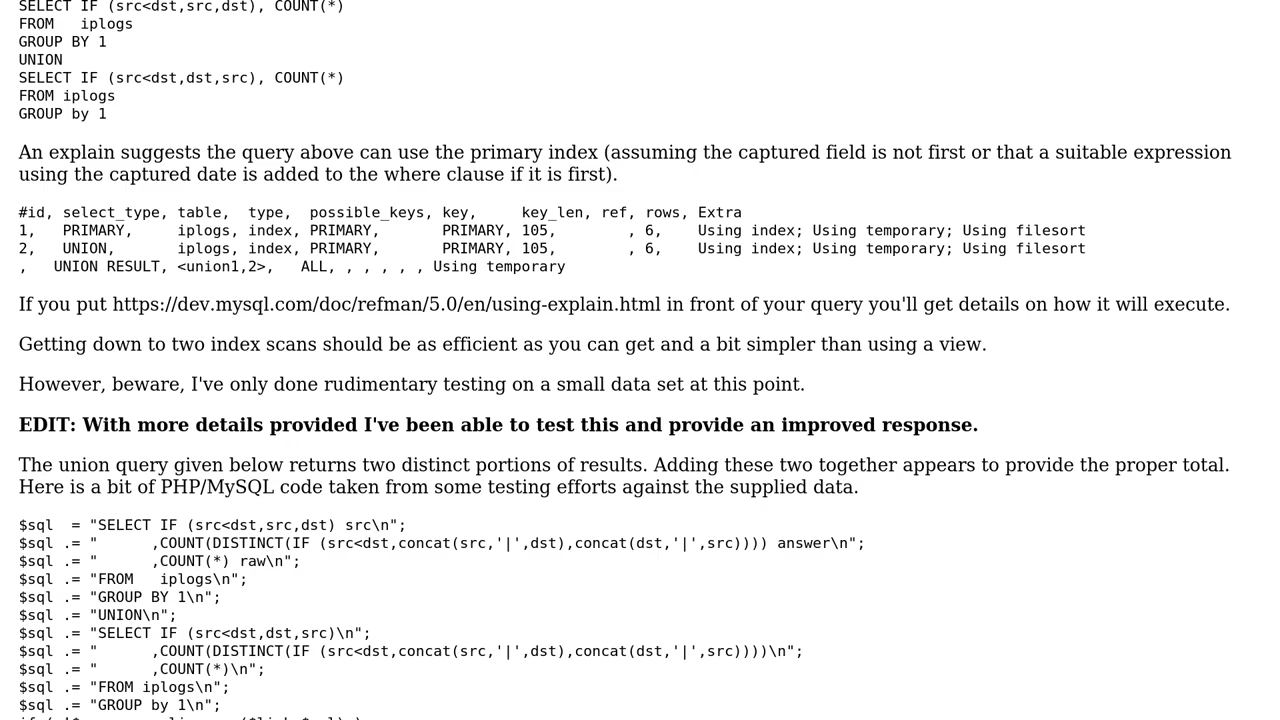 SELECT IF (src<dst,src,dst), COUNT(*)
FROM   iplogs
GROUP BY 1
UNION
SELECT IF (src<dst,dst,src), COUNT(*)
FROM iplogs
GROUP by 1
An explain suggests the query above can use the primary index (assuming the captured field is not first or that a suitable expression
using the captured date is added to the where clause if it is first).
#id, select_type, table,  type,  possible_keys, key,     key_len, ref, rows, Extra
1,   PRIMARY,     iplogs, index, PRIMARY,       PRIMARY, 105,        , 6,    Using index; Using temporary; Using filesort
2,   UNION,       iplogs, index, PRIMARY,       PRIMARY, 105,        , 6,    Using index; Using temporary; Using filesort
,   UNION RESULT, <union1,2>,   ALL, , , , , , Using temporary
If you put https://dev.mysql.com/doc/refman/5.0/en/using-explain.html in front of your query you'll get details on how it will execute.
Getting down to two index scans should be as efficient as you can get and a bit simpler than using a view.
However, beware, I've only done rudimentary testing on a small data set at this point.
EDIT: With more details provided I've been able to test this and provide an improved response.
The union query given below returns two distinct portions of results. Adding these two together appears to provide the proper total.
Here is a bit of PHP/MySQL code taken from some testing efforts against the supplied data.
$sql  = "SELECT IF (src<dst,src,dst) src\n";
$sql .= "      ,COUNT(DISTINCT(IF (src<dst,concat(src,'|',dst),concat(dst,'|',src)))) answer\n";
$sql .= "      ,COUNT(*) raw\n";
$sql .= "FROM   iplogs\n";
$sql .= "GROUP BY 1\n";
$sql .= "UNION\n";
$sql .= "SELECT IF (src<dst,dst,src)\n";
$sql .= "      ,COUNT(DISTINCT(IF (src<dst,concat(src,'|',dst),concat(dst,'|',src))))\n";
$sql .= "      ,COUNT(*)\n";
$sql .= "FROM iplogs\n";
$sql .= "GROUP by 1\n";